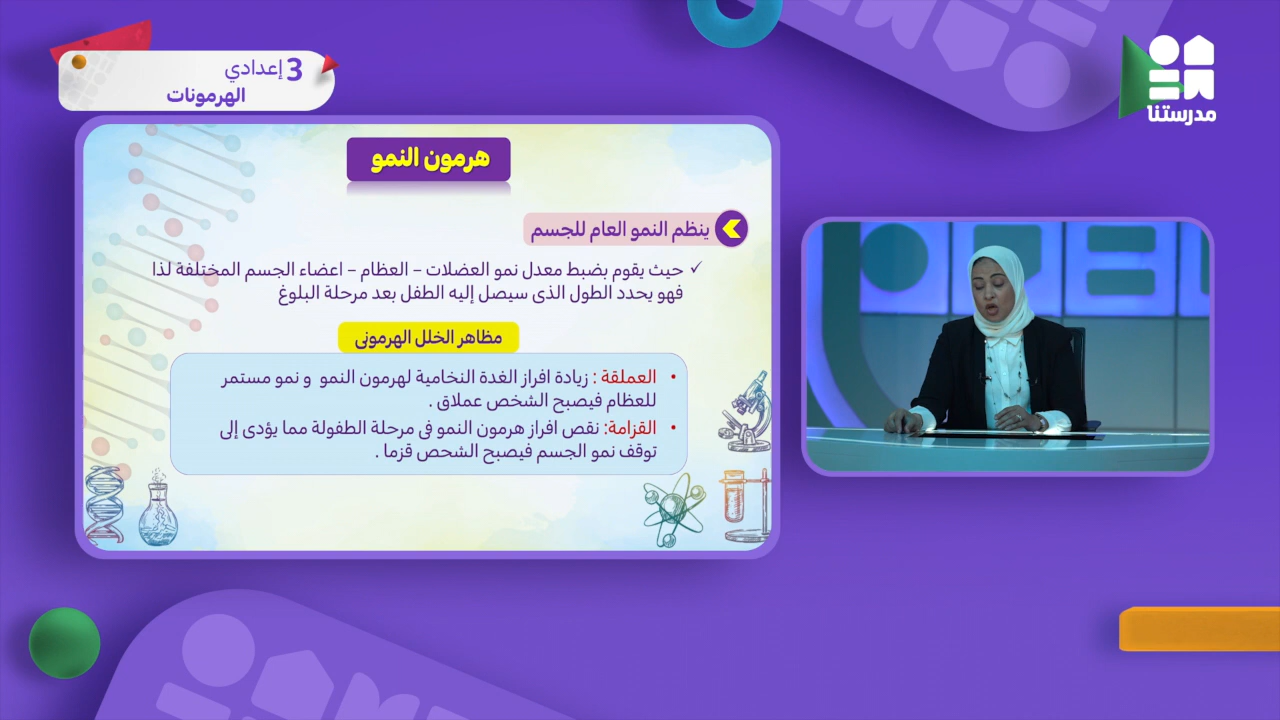 3 إعدادي
الهرمونات
مدرستنا
هرمون النمو
ينظم النمو العام للجسم
✓ حيث يقوم بضبط معدل نمو العضلات – العظام – اعضاء الجسم المختلفة لذا
فهو يحدد الطول الذى سيصل إليه الطفل بعد مرحلة البلوغ
مظاهر الخلل الهرمونى
• العملقة : زيادة افراز الغدة النخامية لهرمون النمو و نمو مستمر
للعظام فيصبح الشخص عملاق .
• القزامة: نقص افراز هرمون النمو فى مرحلة الطفولة مما يؤدى إلى
توقف نمو الجسم فيصبح الشحص قزما .